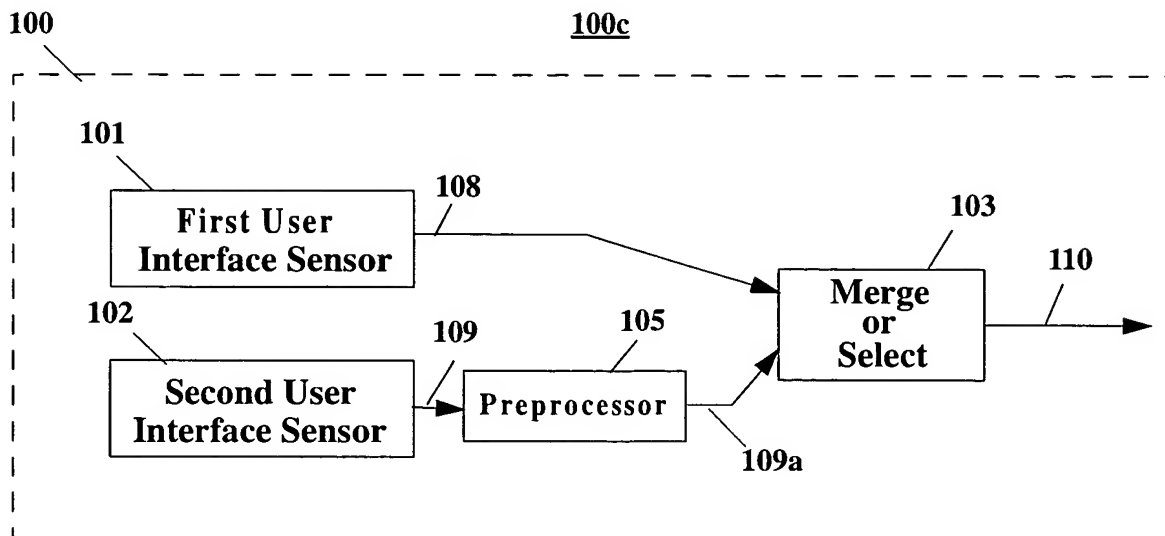 100
100c
101
108
First User
Interface Sensor
103
110
Merge
or
Select
102
109
105
Second User
Interface Sensor
Preprocessor
109a